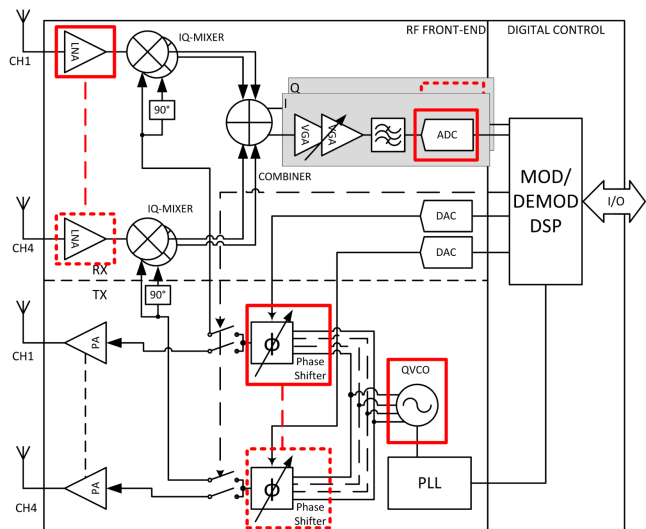 RF FRONT-END
DIGITAL CONTROL
IQ-MIXER
LNA
CH1
90°
Q
I
VGA
VGA
ADC
COMBINER
MOD/
DEMOD
DSP
I/O
IQ-MIXER
LNA
CH4
DAC
DAC
RX
TX
90°
PA
CH1
ϕ
Phase
Shifter
QVCO
PLL
PA
CH4
ϕ
Phase
Shifter